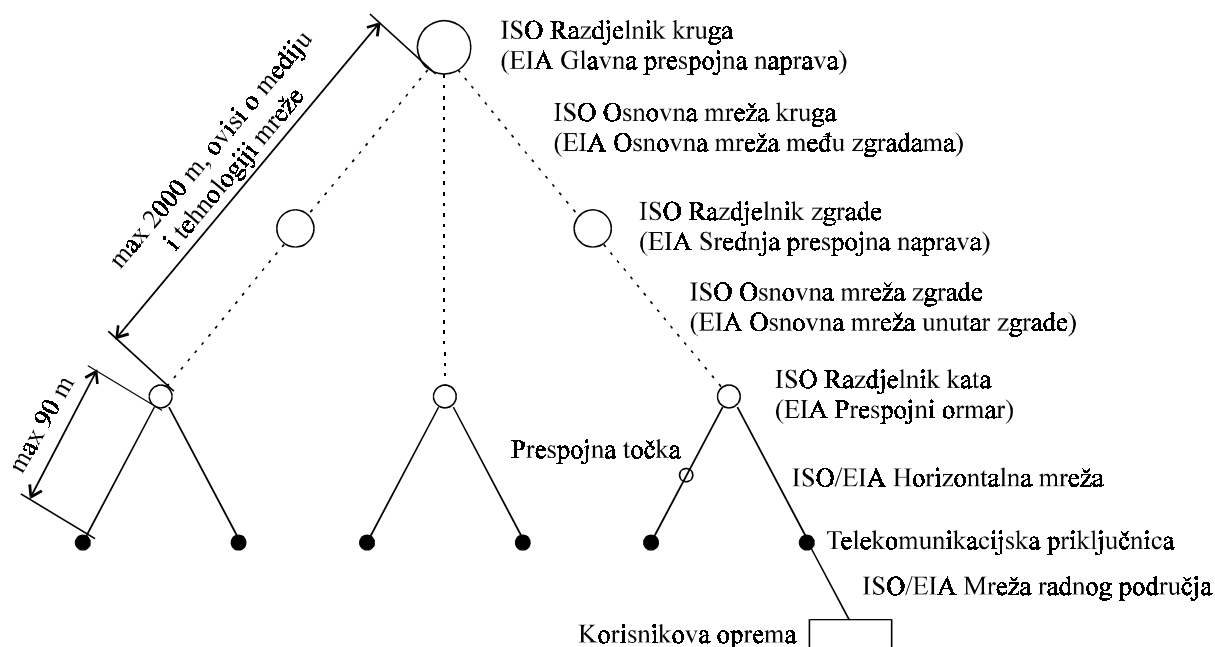 ISO Razdjelnik kruga
(EIA Glavna prespojna naprava)
max 2000 m, ovisi o mediju
i tehnologiji mreže
ISO Osnovna mreža kruga
(EIA Osnovna mreža među zgradama)
ISO Razdjelnik zgrade
(EIA Srednja prespojna naprava)
ISO Osnovna mreža zgrade
(EIA Osnovna mreža unutar zgrade)
ISO Razdjelnik kata
(EIA Prespojni ormar)
max 90 m
Prespojna točka
ISO/EIA Horizontalna mreža
Telekomunikacijska priključnica
ISO/EIA Mreža radnog područja
Korisnikova oprema